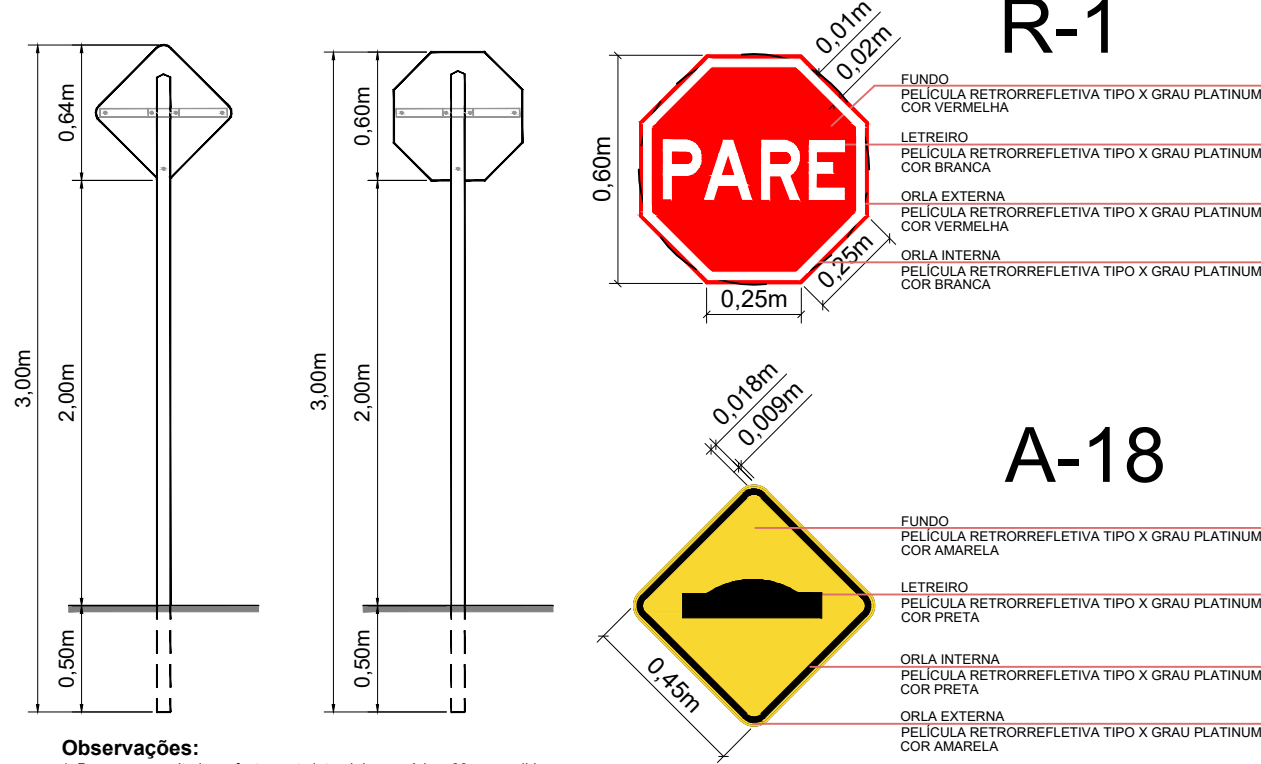 R-1
0,01m
0,02m
FUNDO
PELÍCULA RETRORREFLETIVA TIPO X GRAU PLATINUM
COR VERMELHA
LETREIRO
PELÍCULA RETRORREFLETIVA TIPO X GRAU PLATINUM
COR BRANCA
ORLA EXTERNA
PELÍCULA RETRORREFLETIVA TIPO X GRAU PLATINUM
COR VERMELHA
ORLA INTERNA
PELÍCULA RETRORREFLETIVA TIPO X GRAU PLATINUM
COR BRANCA
PARE
0,60m
0,25m
0,25m
0,64m
3,00m
2,00m
0,50m
0,60m
3,00m
2,00m
0,50m
A-18
0,018m
0,009m
0,45m
FUNDO
PELÍCULA RETRORREFLETIVA TIPO X GRAU PLATINUM
COR AMARELA
LETREIRO
PELÍCULA RETRORREFLETIVA TIPO X GRAU PLATINUM
COR PRETA
ORLA INTERNA
PELÍCULA RETRORREFLETIVA TIPO X GRAU PLATINUM
COR PRETA
ORLA EXTERNA
PELÍCULA RETRORREFLETIVA TIPO X GRAU PLATINUM
COR AMARELA
Observações: